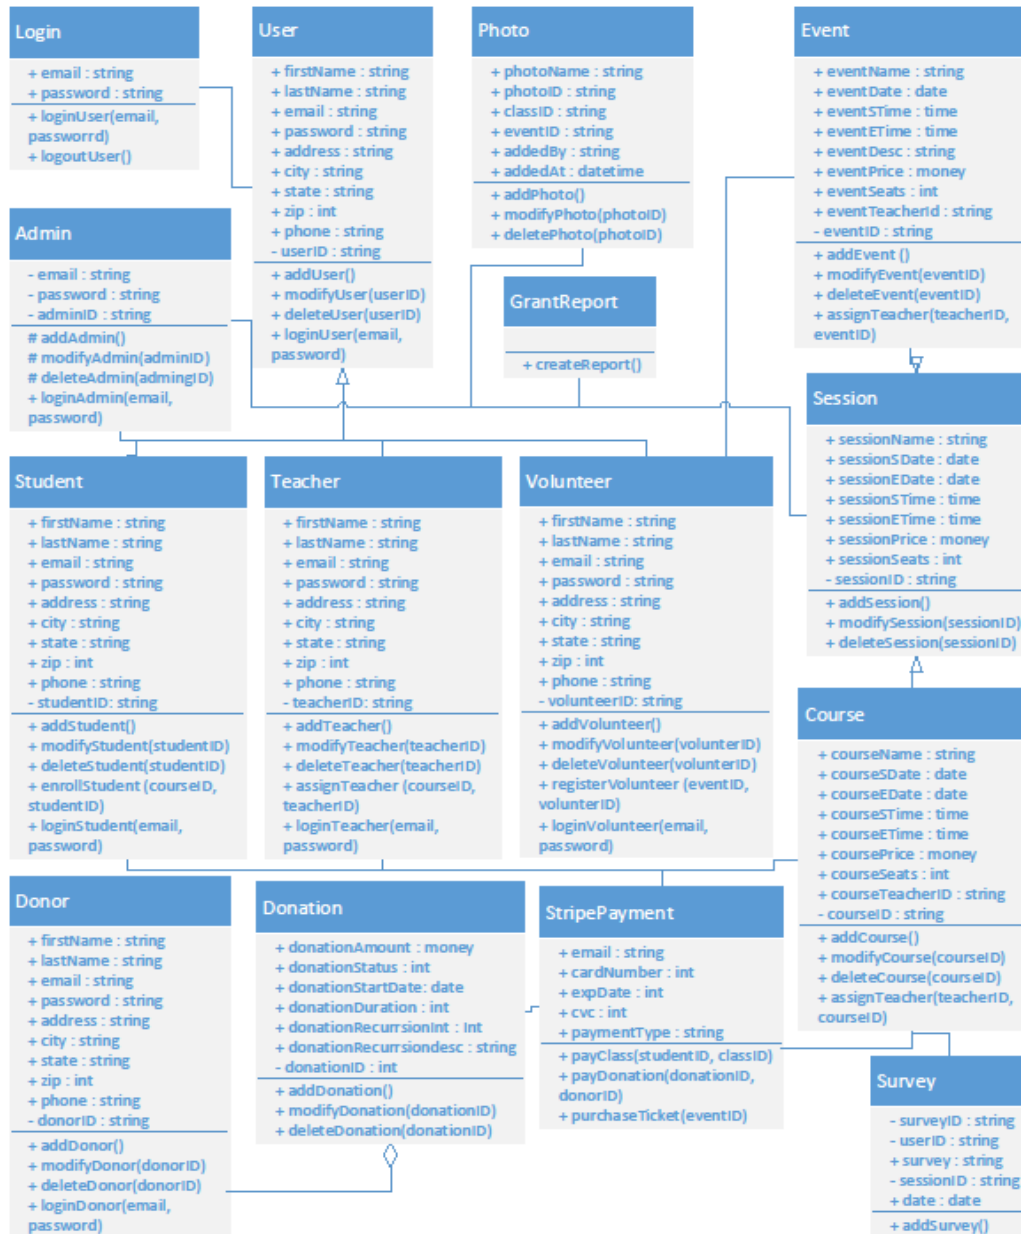 Login
+ email : string
+ password : string
+ loginUser(email,
passworrd)
+ logoutUser()
User
+ firstName : string
+ lastName : string
+ email : string
+ password : string
+ address : string
+ city : string
+ state : string
+ zip : int
+ phone : string
- userID : string
+ addUser()
+ modifyUser(userID)
+ deleteUser(userID)
+ loginUser(email,
password)
Photo
+ photoName : string
+ photoID : string
+ classID : string
+ eventID : string
+ addedBy : string
+ addedAt : datetime
+ addPhoto()
+ modifyPhoto(photoID)
+ deletePhoto(photoID)
Event
+ eventName : string
+ eventDate : date
+ eventSTime : time
+ eventETime : time
+ eventDesc : string
+ eventPrice : money
+ eventSeats : int
+ eventTeacherId : string
- eventID : string
+ addEvent ()
+ modifyEvent(eventID)
+ deleteEvent(eventID)
+ assignTeacher(teacherID,
eventID)
Admin
- email : string
- password : string
- adminID : string
# addAdmin()
# modifyAdmin(adminID)
# deleteAdmin(admingID)
+ loginAdmin(email,
password)
GrantReport
+ createReport()
Session
+ sessionName : string
+ sessionSDate : date
+ sessionEDate : date
+ sessionSTime : time
+ sessionETime : time
+ sessionPrice : money
+ sessionSeats : int
- sessionID : string
+ addSession()
+ modifySession(sessionID)
+ deleteSession(sessionID)
Student
+ firstName : string
+ lastName : string
+ email : string
+ password : string
+ address : string
+ city : string
+ state : string
+ zip : int
+ phone : string
- studentID: string
+ addStudent()
+ modifyStudent(studentID)
+ deleteStudent(studentID)
+ enrollStudent (courseID,
studentID)
+ loginStudent(email,
password)
Teacher
+ firstName : string
+ lastName : string
+ email : string
+ password : string
+ address : string
+ city : string
+ state : string
+ zip : int
+ phone : string
- teacherID: string
+ addTeacher()
+ modifyTeacher(teacherID)
+ deleteTeacher(teacherID)
+ assignTeacher (courseID,
teacherID)
+ loginTeacher(email,
password)
Volunteer
+ firstName : string
+ lastName : string
+ email : string
+ password : string
+ address : string
+ city : string
+ state : string
+ zip : int
+ phone : string
- volunteerID: string
+ addVolunteer()
+ modifyVolunteer(volunterID)
+ deleteVolunteer(volunterID)
+ registerVolunteer (eventID,
volunterID)
+ loginVolunteer(email,
password)
Course
+ courseName : string
+ courseSDate : date
+ courseEDate : date
+ courseSTime : time
+ courseETime : time
+ coursePrice : money
+ courseSeats : int
+ courseTeacherID : string
- courseID : string
+ addCourse()
+ modifyCourse(courseID)
+ deleteCourse(courseID)
+ assignTeacher(teacherID,
courseID)
Donor
+ firstName : string
+ lastName : string
+ email : string
+ password : string
+ address : string
+ city : string
+ state : string
+ zip : int
+ phone : string
- donorID : string
+ addDonor()
+ modifyDonor(donorID)
+ deleteDonor(donorID)
+ loginDonor(email,
password)
Donation
+ donationAmount : money
+ donationStatus : int
+ donationStartDate: date
+ donationDuration : int
+ donationRecurrsionInt : Int
+ donationRecurrsiondesc : string
- donationID : int
+ addDonation()
+ modifyDonation(donationID)
+ deleteDonation(donationID)
StripePayment
+ email : string
+ cardNumber : int
+ expDate : int
+ cvc : int
+ paymentType : string
+ payClass(studentID, classID)
+ payDonation(donationID,
donorID)
+ purchaseTicket(eventID)
Survey
- surveyID : string
- userID : string
+ survey : string
- sessionID : string
+ date : date
+ addSurvey()